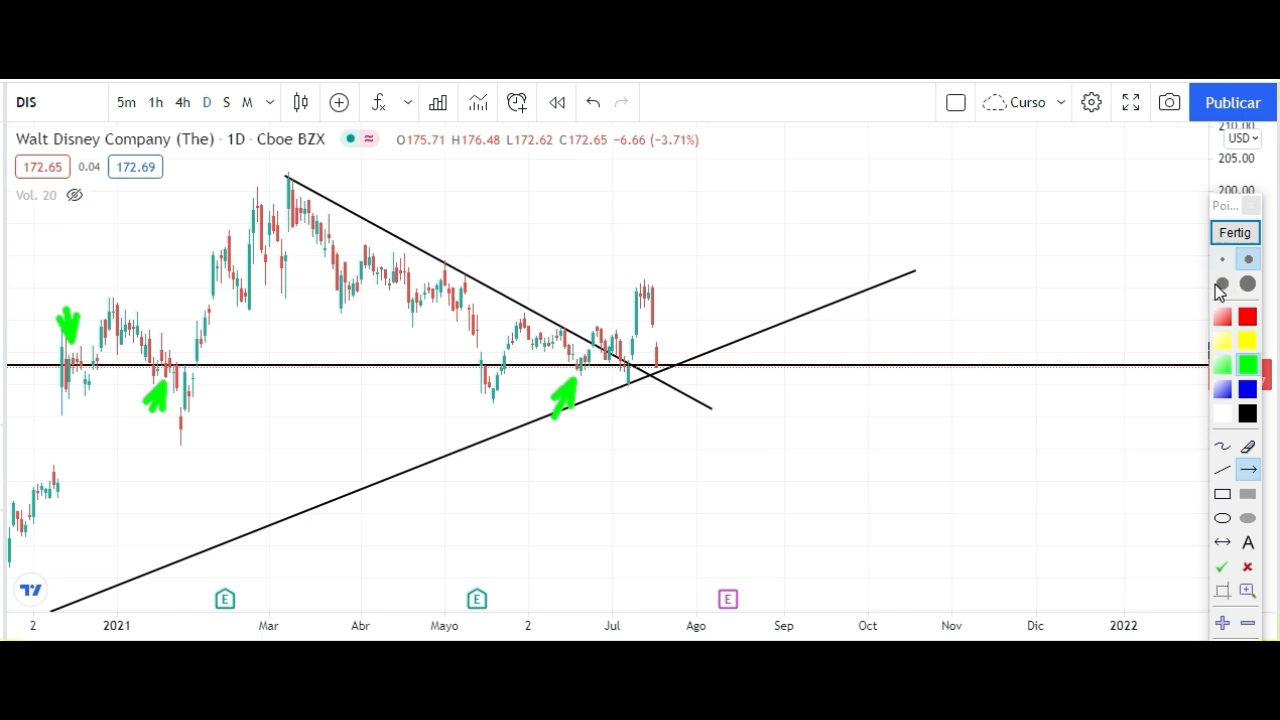 DIS 5m 1h 4h D S M Curso Publicar
Walt Disney Company (The) · 1D · Cboe BZX O175.71 H176.48 L172.62 C172.65 -6.66 (-3.71%)
172.65 0.04 172.69
Vol. 20
210.00
USD
205.00
200.00
Poi...
Fertig
A
E E E
2 2021 Mar Abr Mayo 2 Jul Ago Sep Oct Nov Dic 2022